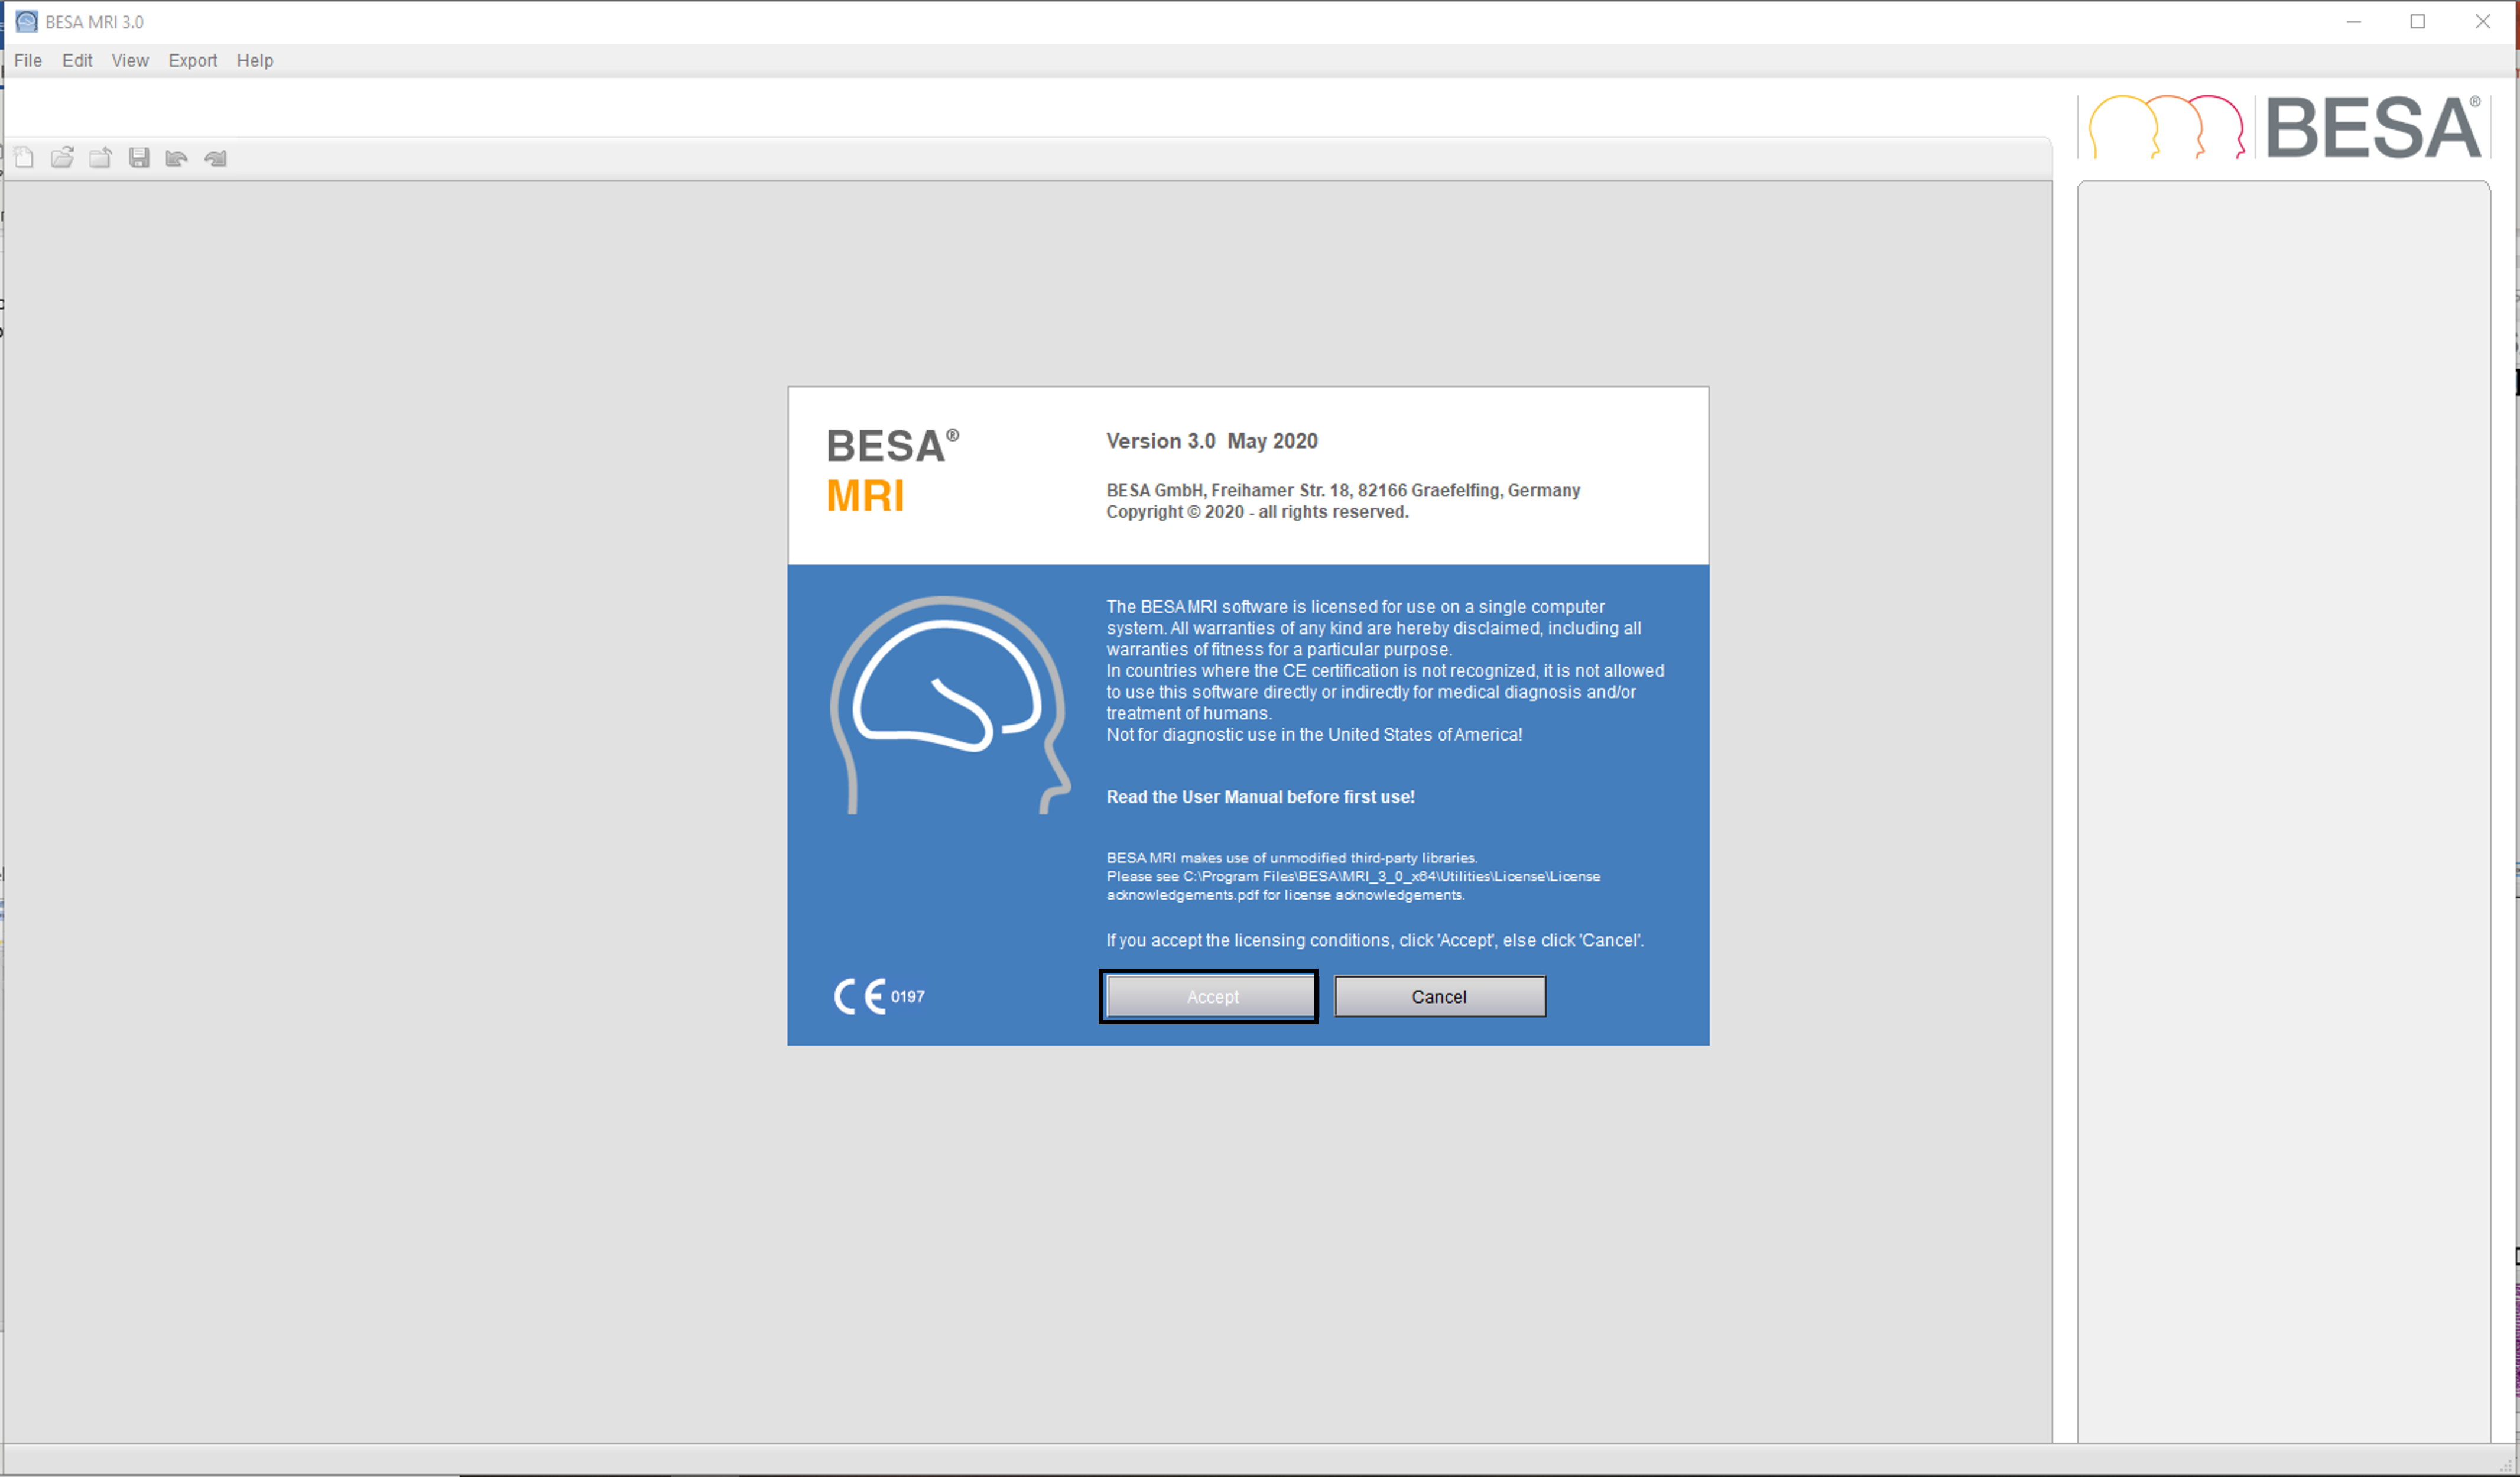 BESA MRI 3.0
File Edit View Export Help
BESA®
BESA®
MRI
Version 3.0 May 2020
BESA GmbH, Freihamer Str. 18, 82166 Graefelfing, Germany
Copyright © 2020 - all rights reserved.
The BESA MRI software is licensed for use on a single computer
system. All warranties of any kind are hereby disclaimed, including all
warranties of fitness for a particular purpose.
In countries where the CE certification is not recognized, it is not allowed
to use this software directly or indirectly for medical diagnosis and/or
treatment of humans.
Not for diagnostic use in the United States of America!
Read the User Manual before first use!
BESA MRI makes use of unmodified third-party libraries.
Please see C:\Program Files\BESA\MRI_3_0_x64\Utilities\License\License
acknowledgements.pdf for license acknowledgements.
If you accept the licensing conditions, click 'Accept', else click 'Cancel'.
CE 0197
Accept Cancel